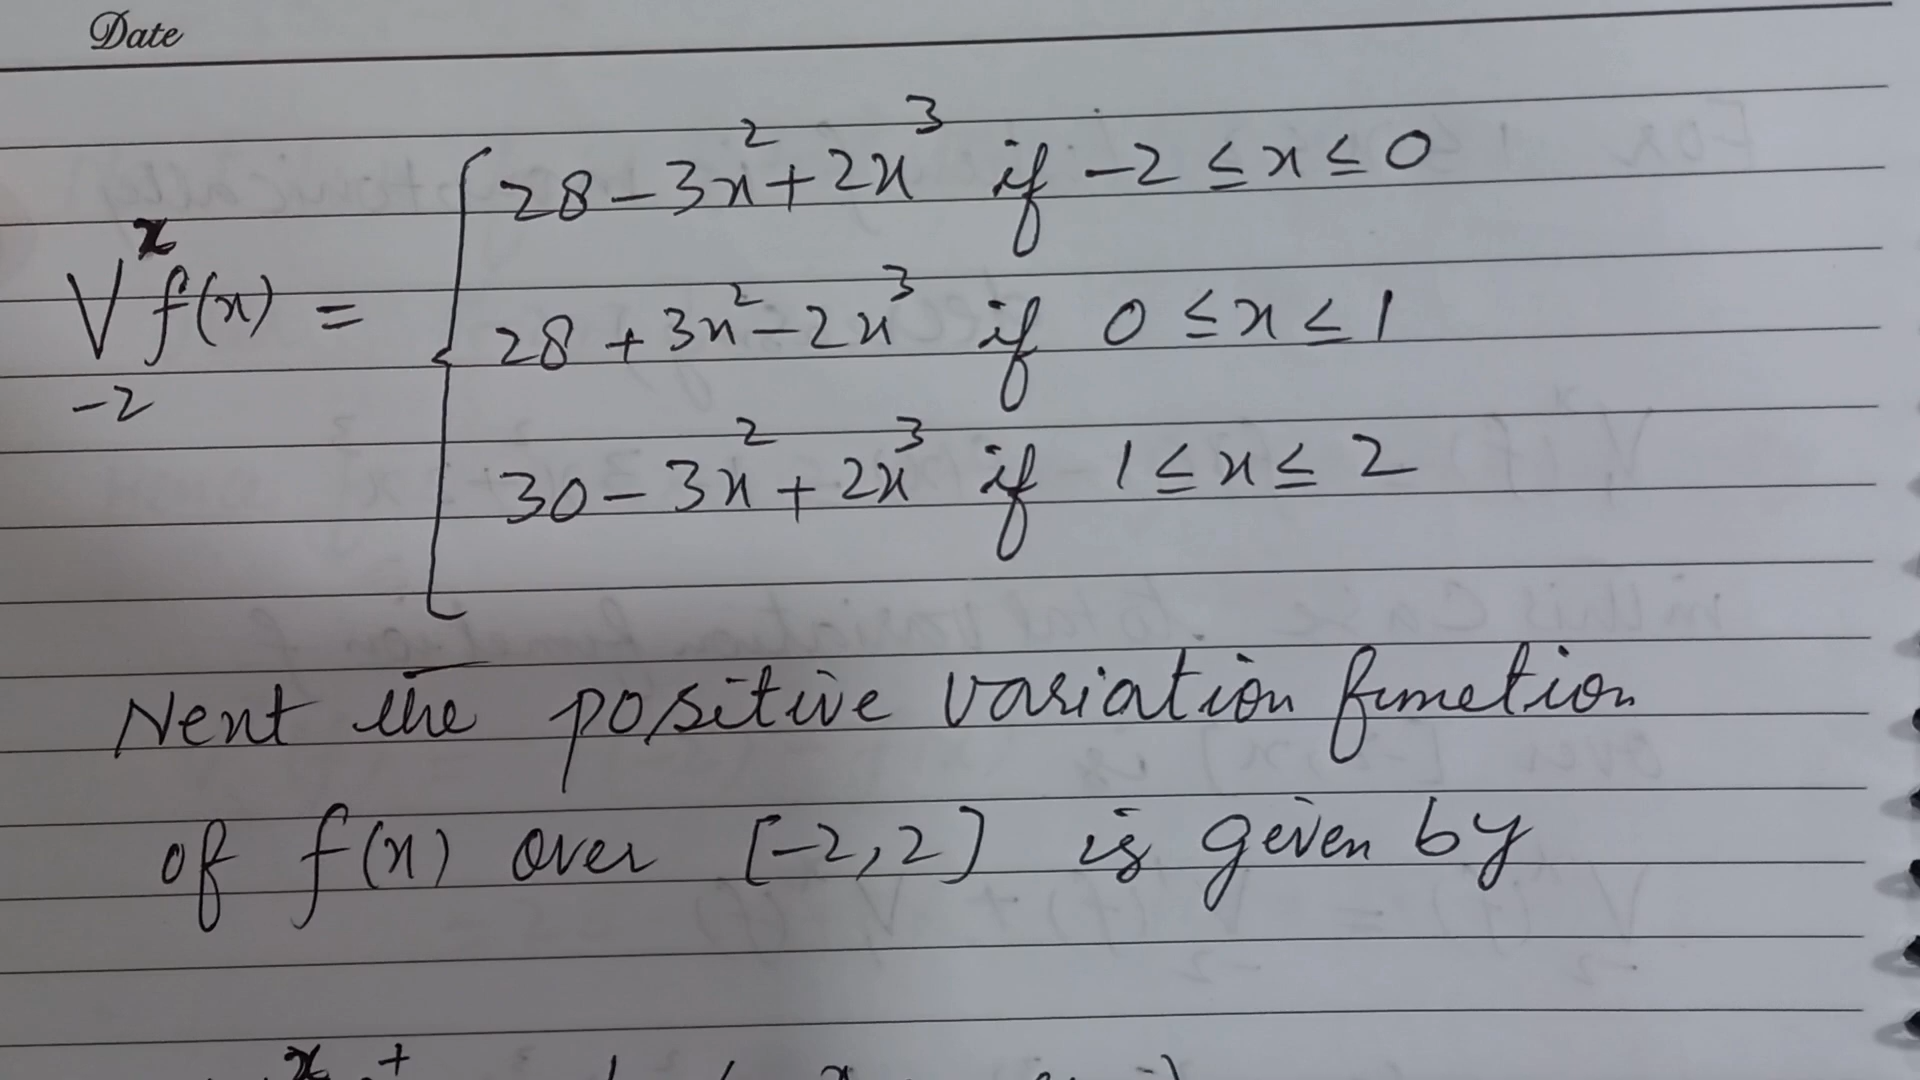 Date
28 - 3x² + 2x³ if -2 ≤ x ≤ 0
V_{-2}^{x} f(x) = { 28 + 3x² - 2x³ if 0 ≤ x ≤ 1
30 - 3x² + 2x³ if 1 ≤ x ≤ 2
Next the positive variation function
of f(x) over [-2,2] is given by